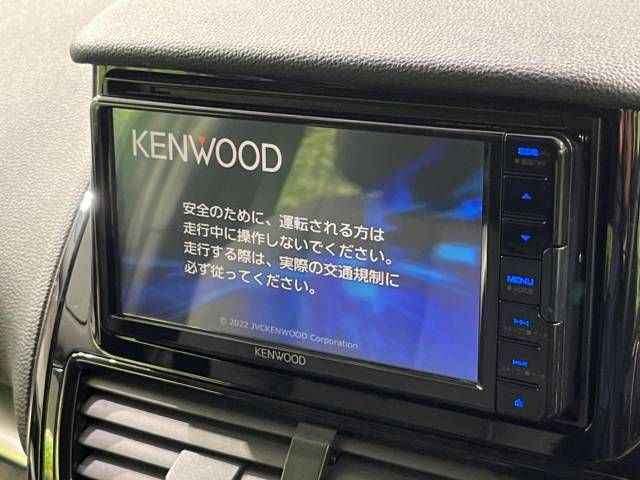 KENWOOD
安全のために、運転される方は
走行中に操作しないでください。
走行する際は、実際の交通規制に
必ず従ってください。
© 2022 JVCKENWOOD Corporation
KENWOOD
MENU